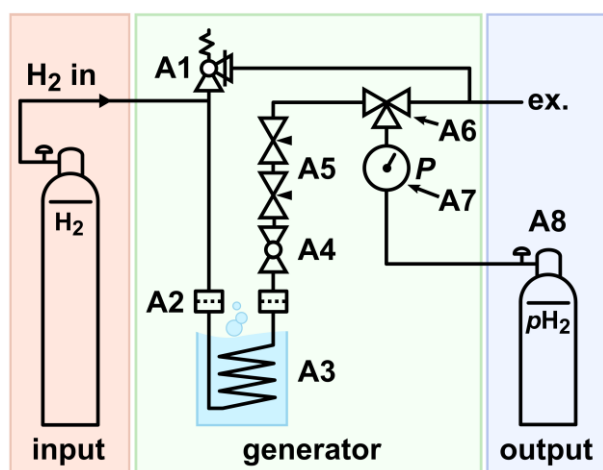 A1
H2 in
ex.
A6
A5
P
A7
H2
A4
A8
A2
pH2
A3
input
generator
output